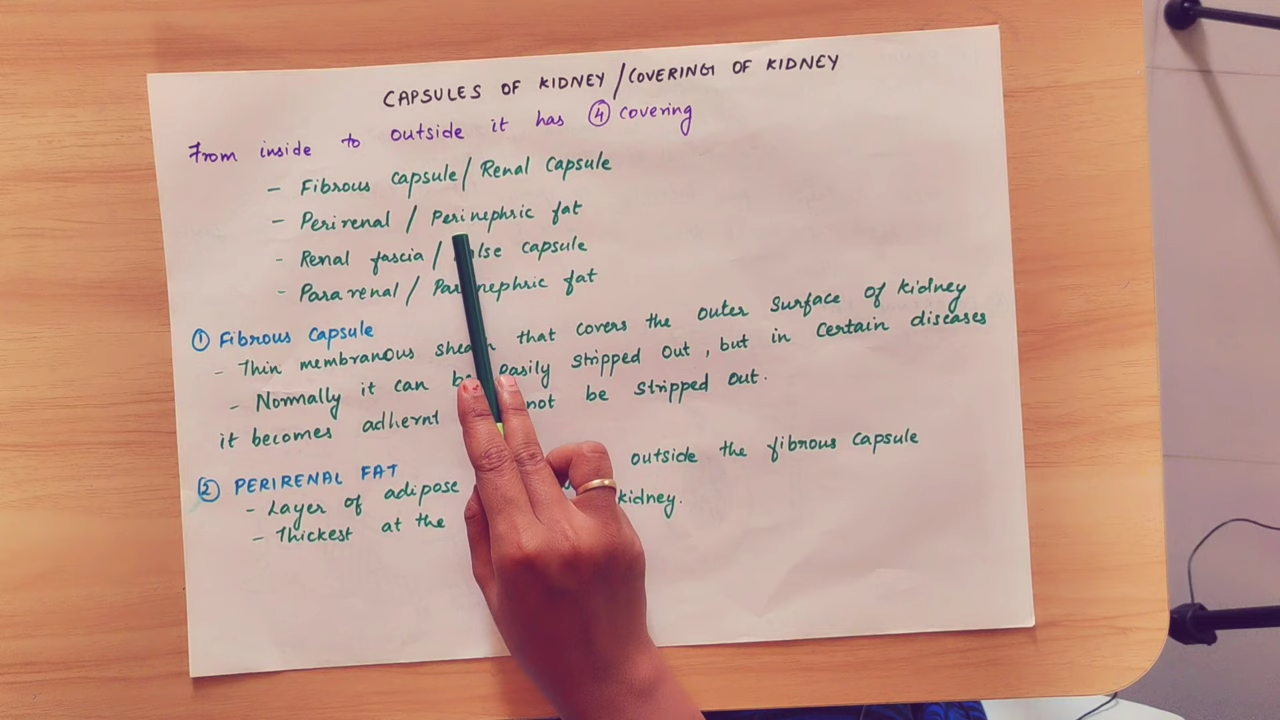 CAPSULES OF KIDNEY / COVERING OF KIDNEY
From inside to outside it has ④ covering
- Fibrous capsule / Renal Capsule
- Perirenal / Perinephric fat
- Renal fascia / capsule
- Pararenal / fat
① Fibrous capsule
- Thin membranous that covers the outer surface of kidney
- Normally it can easily stripped out, but in certain diseases
it becomes adhernt not be stripped out.
② PERIRENAL FAT
- Layer of adipose outside the fibrous capsule
- Thickest at the kidney.